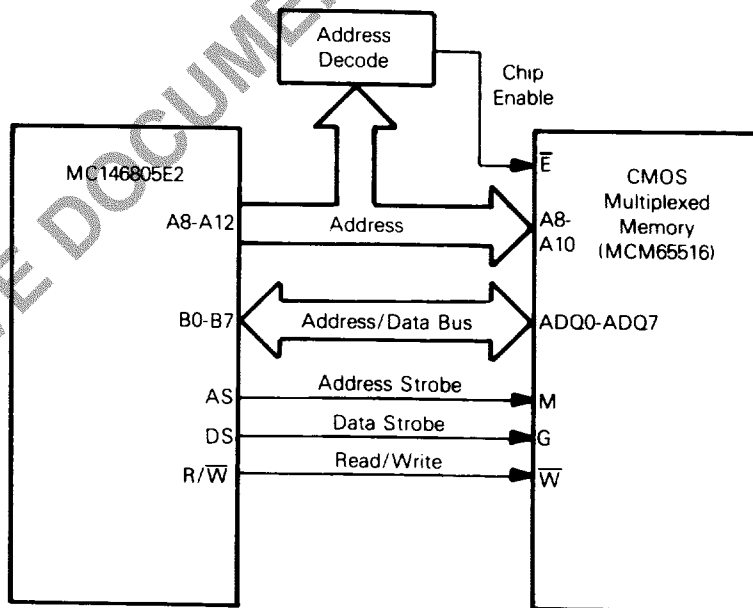 Address
Decode
Chip
Enable
MC146805E2
E̅
CMOS
Multiplexed
Memory
(MCM65516)
A8-A12
Address
A8-
A10
B0-B7
Address/Data Bus
ADQ0-ADQ7
AS
Address Strobe
M
DS
Data Strobe
G
R/W̅
Read/Write
W̅
E DOCUME